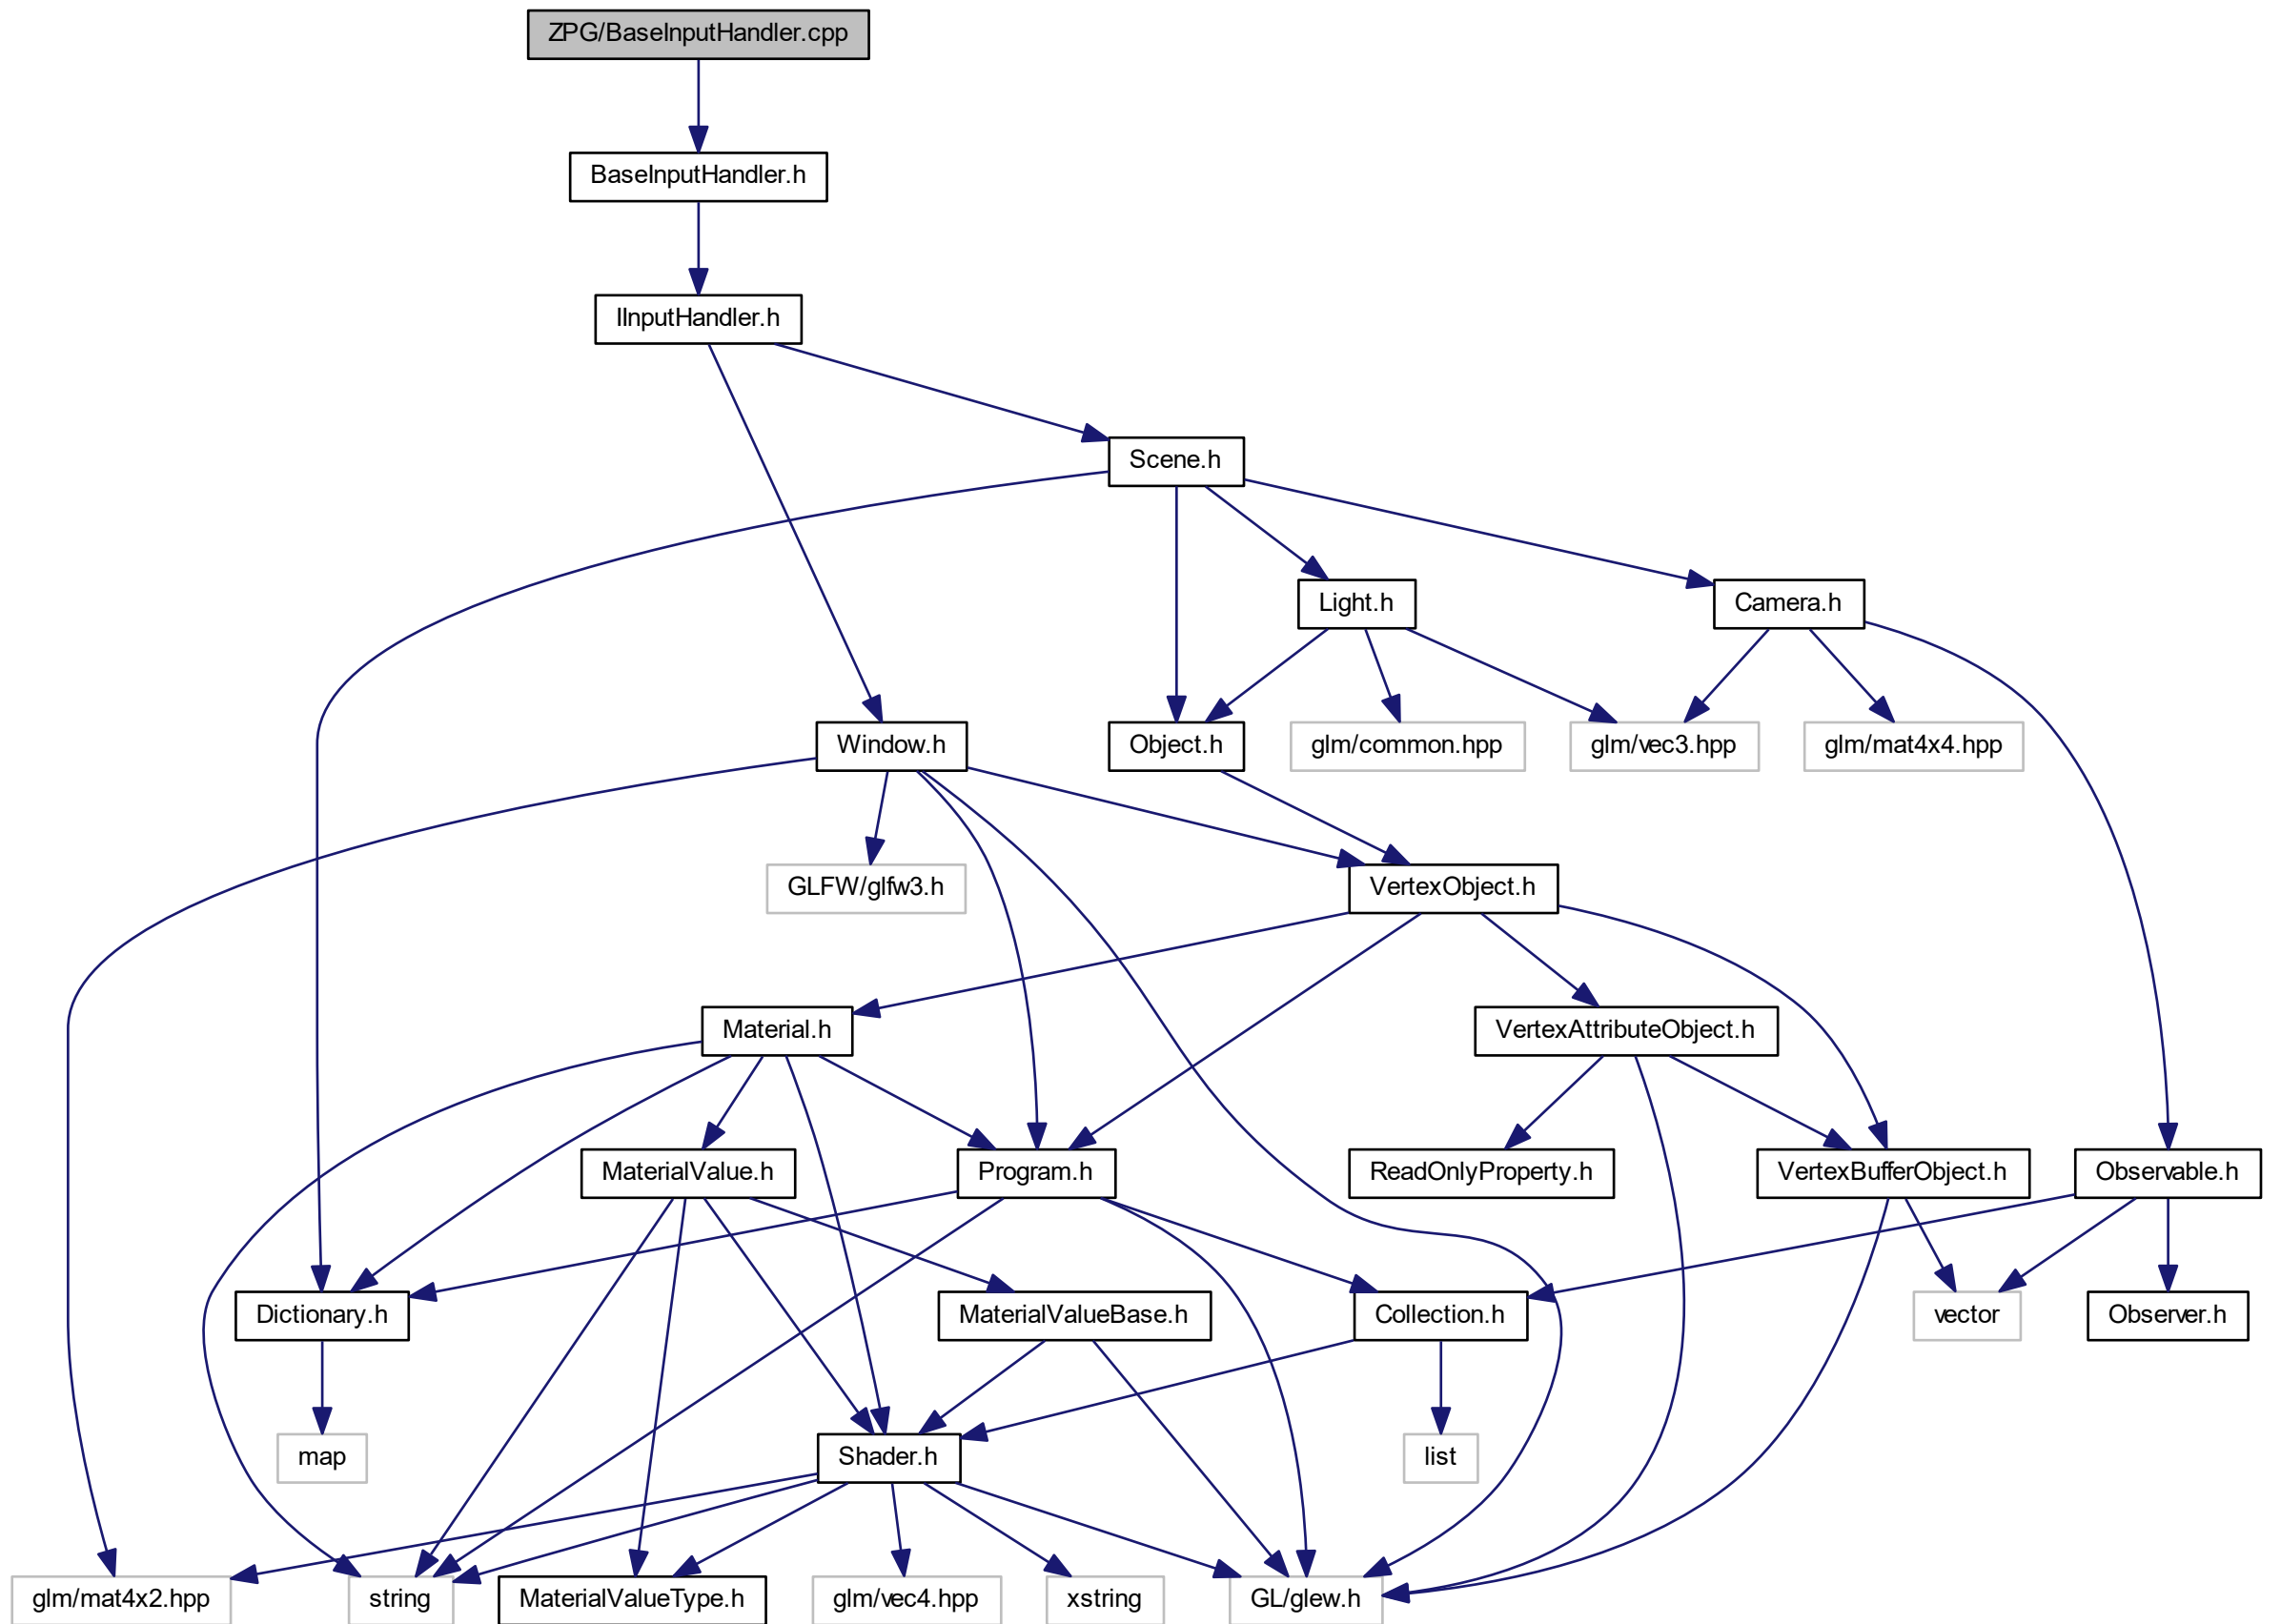 ZPG/BaseInputHandler.cpp
BaseInputHandler.h
IInputHandler.h
Scene.h
Light.h
Camera.h
Window.h
Object.h
glm/common.hpp
glm/vec3.hpp
glm/mat4x4.hpp
GLFW/glfw3.h
VertexObject.h
Material.h
VertexAttributeObject.h
MaterialValue.h
Program.h
ReadOnlyProperty.h
VertexBufferObject.h
Observable.h
Dictionary.h
MaterialValueBase.h
Collection.h
vector
Observer.h
map
Shader.h
list
glm/mat4x2.hpp
string
MaterialValueType.h
glm/vec4.hpp
xstring
GL/glew.h